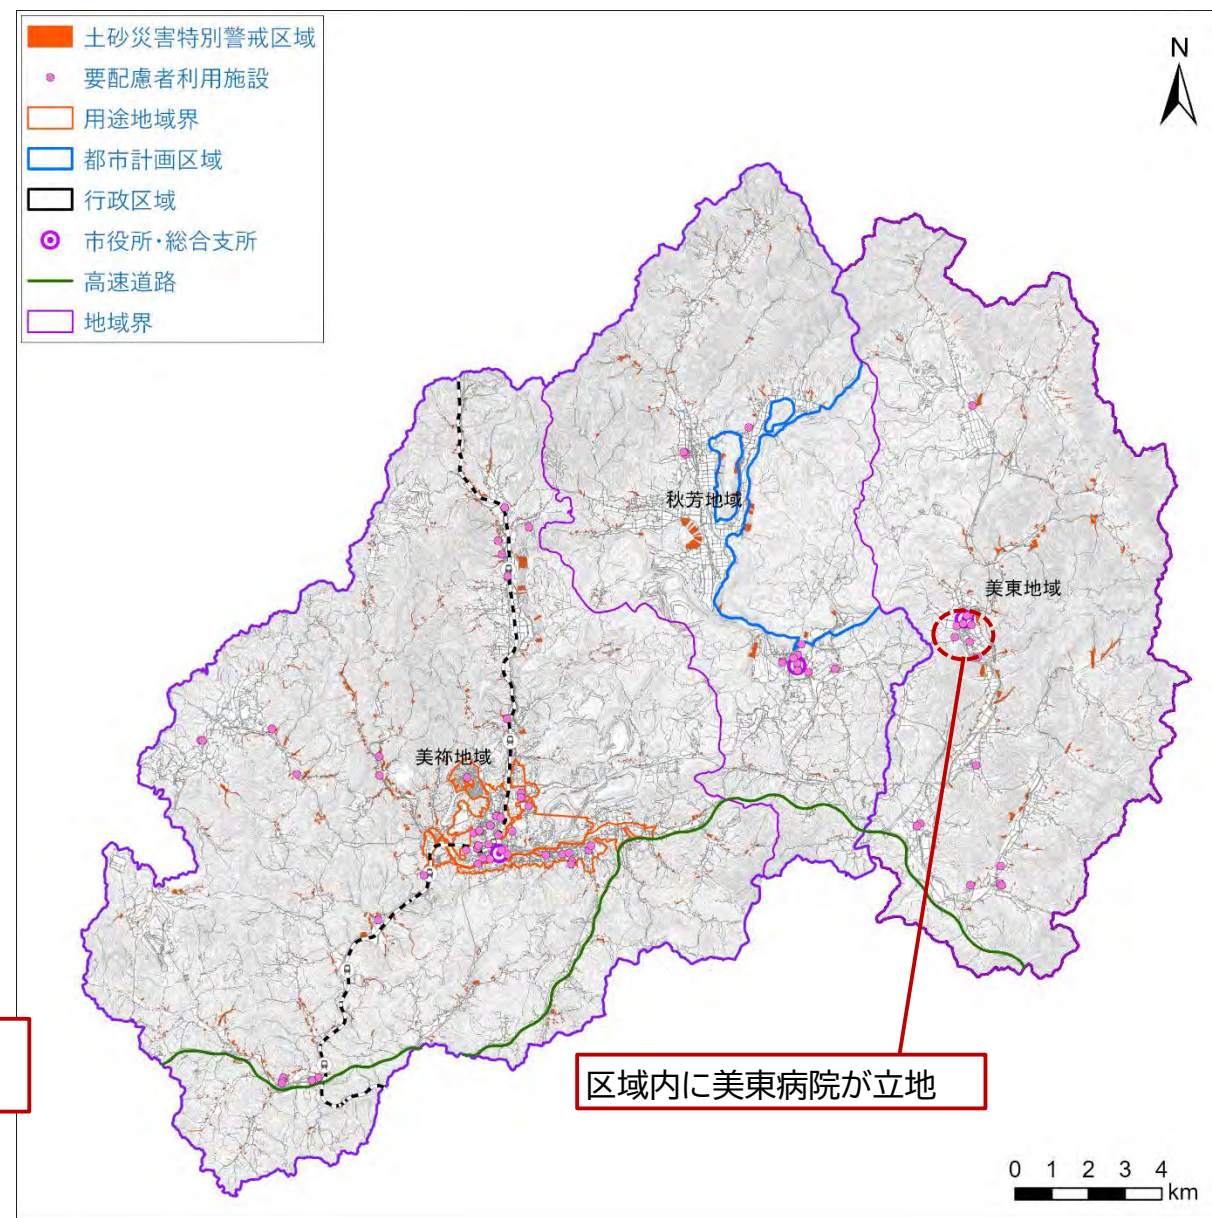 土砂災害特別警戒区域
要配慮者利用施設
用途地域界
都市計画区域
行政区域
市役所・総合支所
高速道路
地域界
N
秋芳地域
美東地域
美祢地域
区域内に美東病院が立地
0 1 2 3 4
km